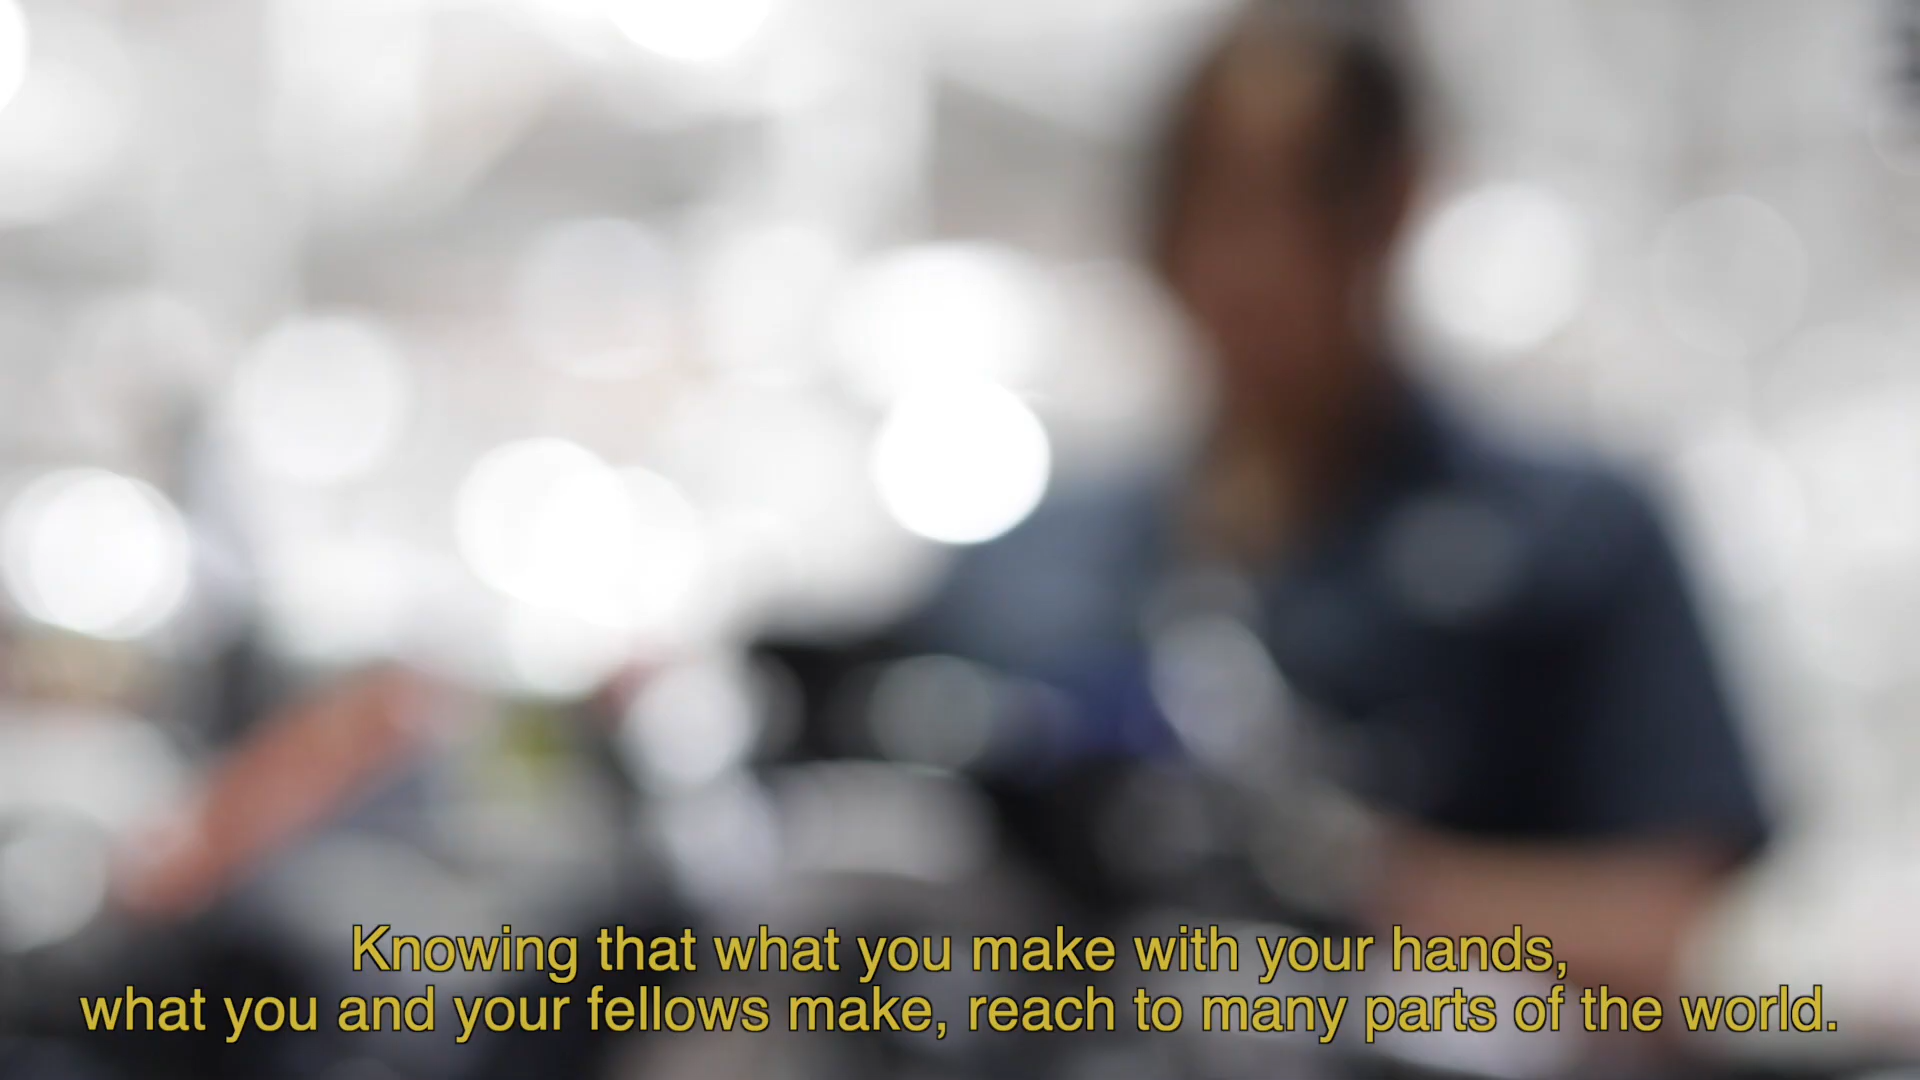 Knowing that what you make with your hands,
what you and your fellows make, reach to many parts of the world.